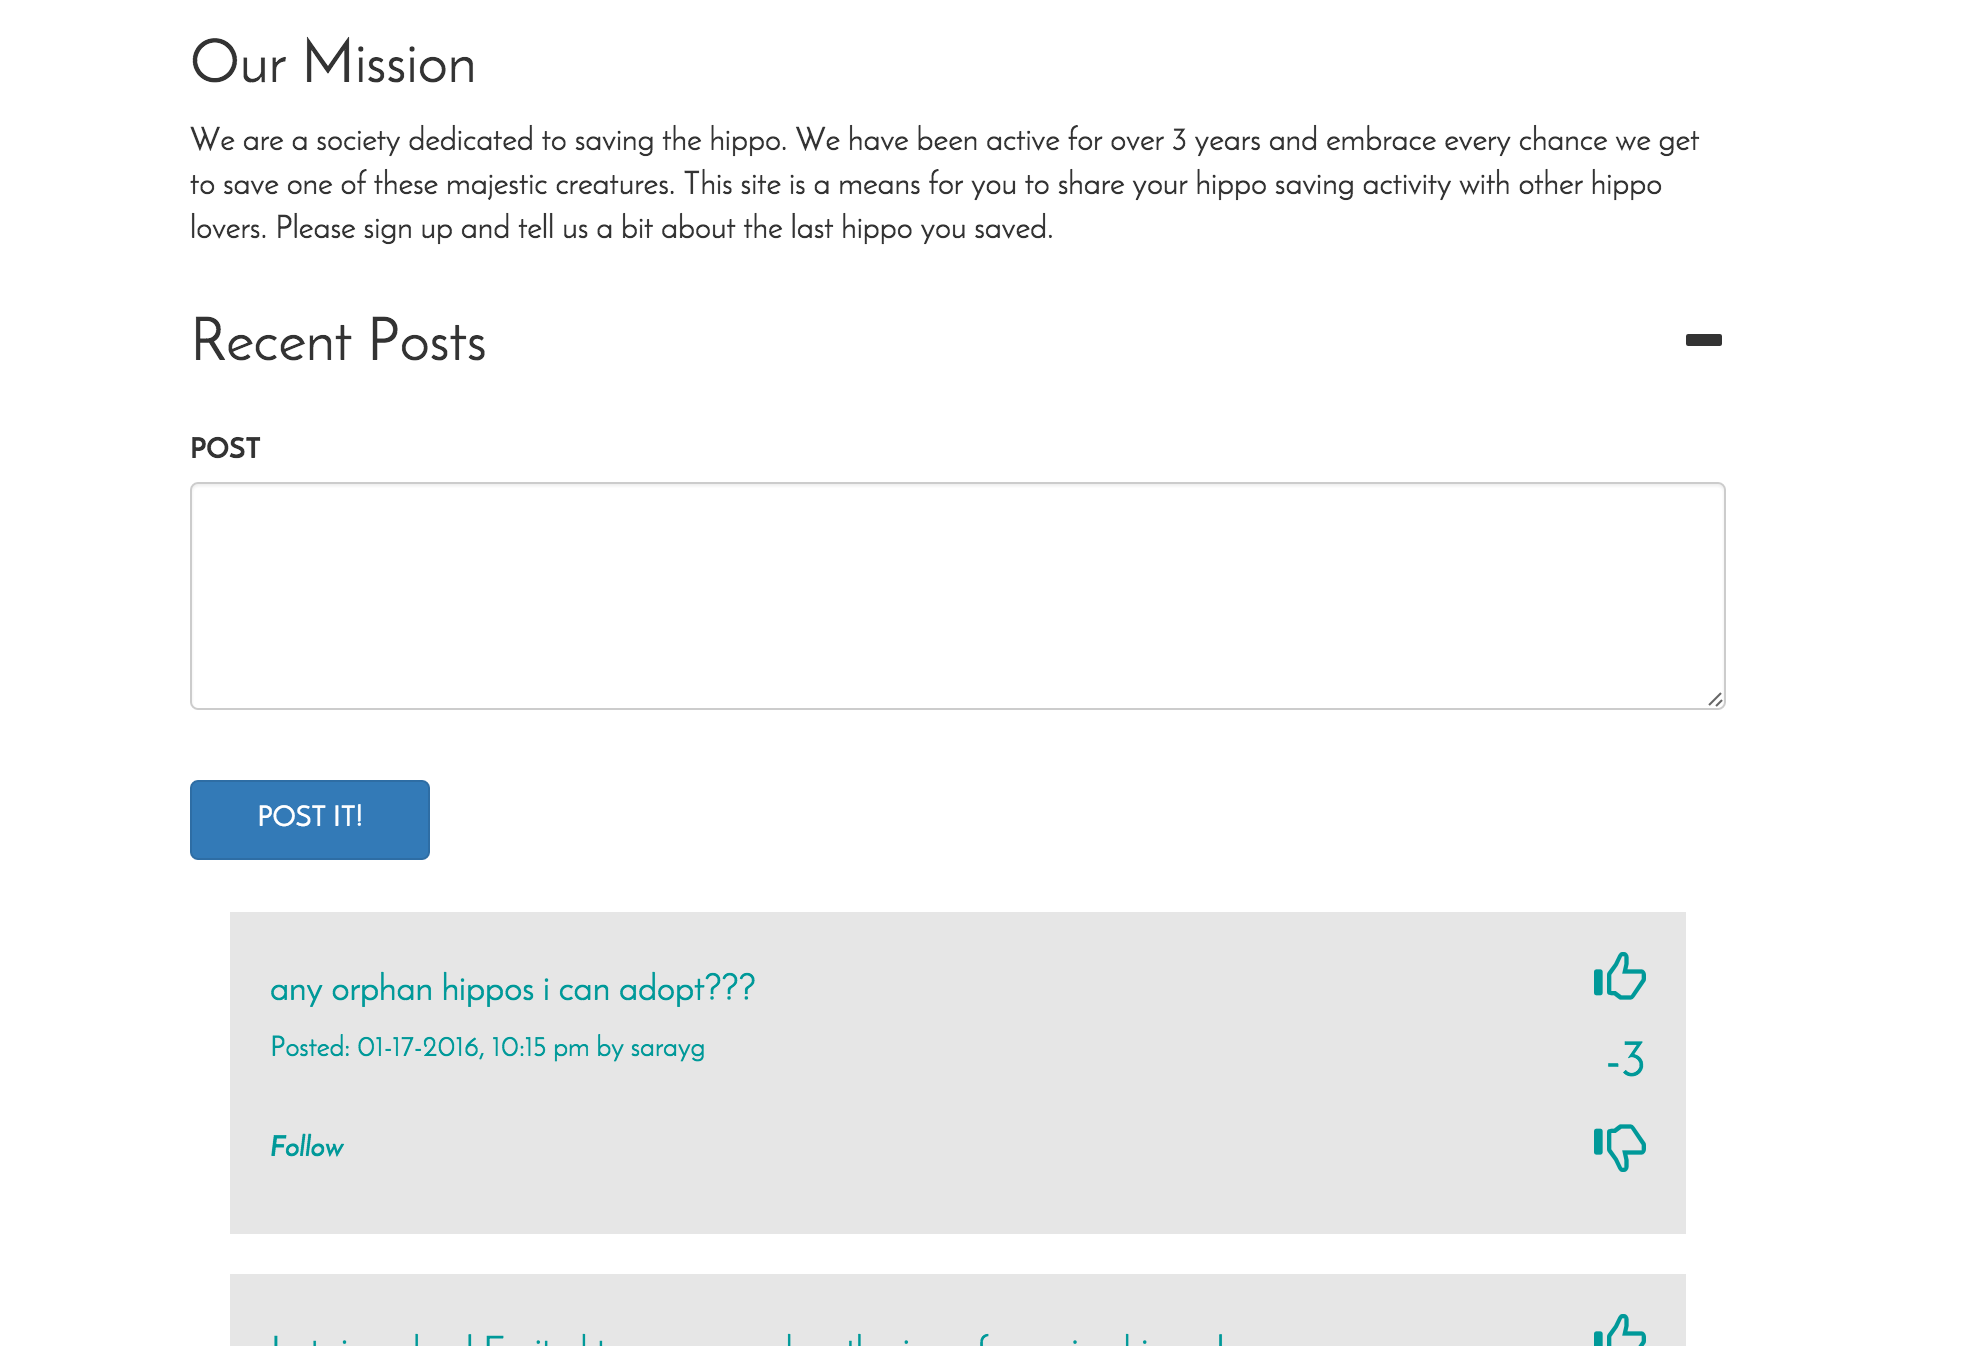 Our Mission
We are a society dedicated to saving the hippo. We have been active for over 3 years and embrace every chance we get
to save one of these majestic creatures. This site is a means for you to share your hippo saving activity with other hippo
lovers. Please sign up and tell us a bit about the last hippo you saved.
Recent Posts
POST
POST IT!
any orphan hippos i can adopt???
Posted: 01-17-2016, 10:15 pm by sarayg
-3
Follow